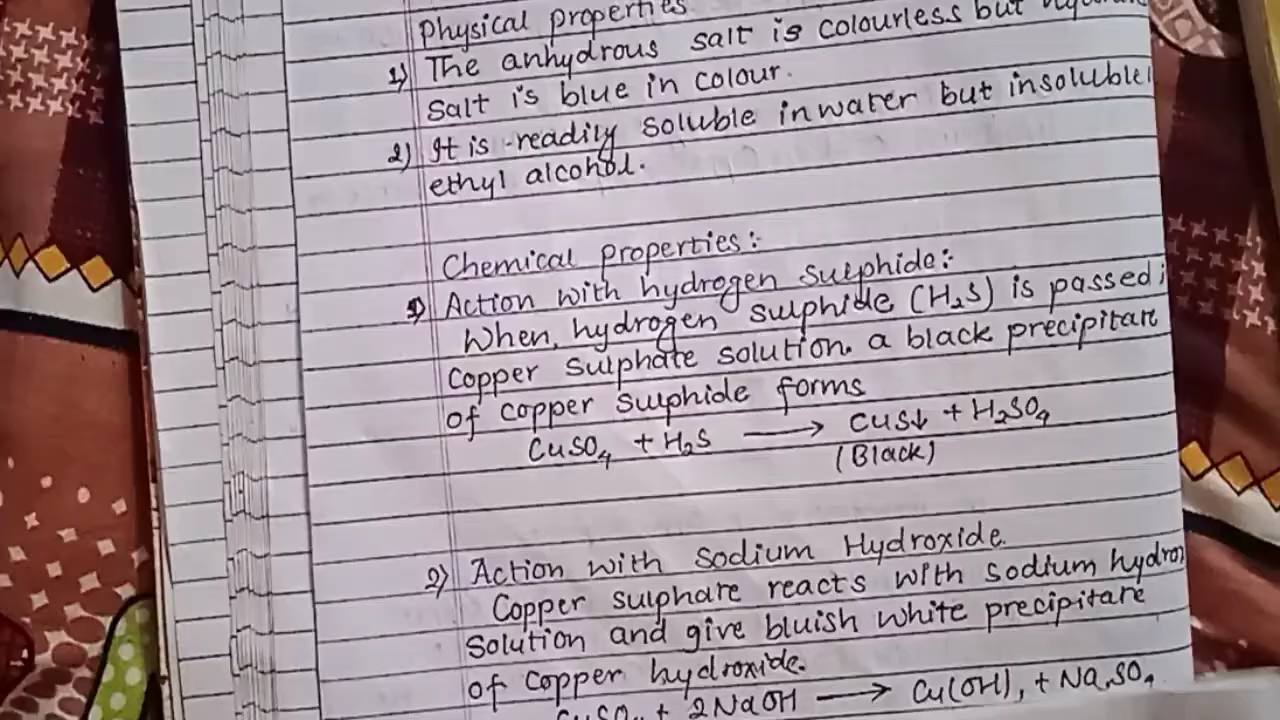 Physical properties
1) The anhydrous salt is colourless but
salt is blue in colour.
2) It is readily soluble in water but insoluble
ethyl alcohol.
Chemical properties:
1) Action with hydrogen sulphide:
When, hydrogen sulphide (H₂S) is passed
copper sulphate solution. a black precipitate
of copper sulphide forms
CuSO₄ + H₂S ⟶ CuS↓ + H₂SO₄
(Black)
2) Action with Sodium Hydroxide.
Copper sulphate reacts with sodium hydro
solution and give bluish white precipitate
of copper hydroxide.
CuSO₄ + 2NaOH ⟶ Cu(OH)₂ + Na₂SO₄